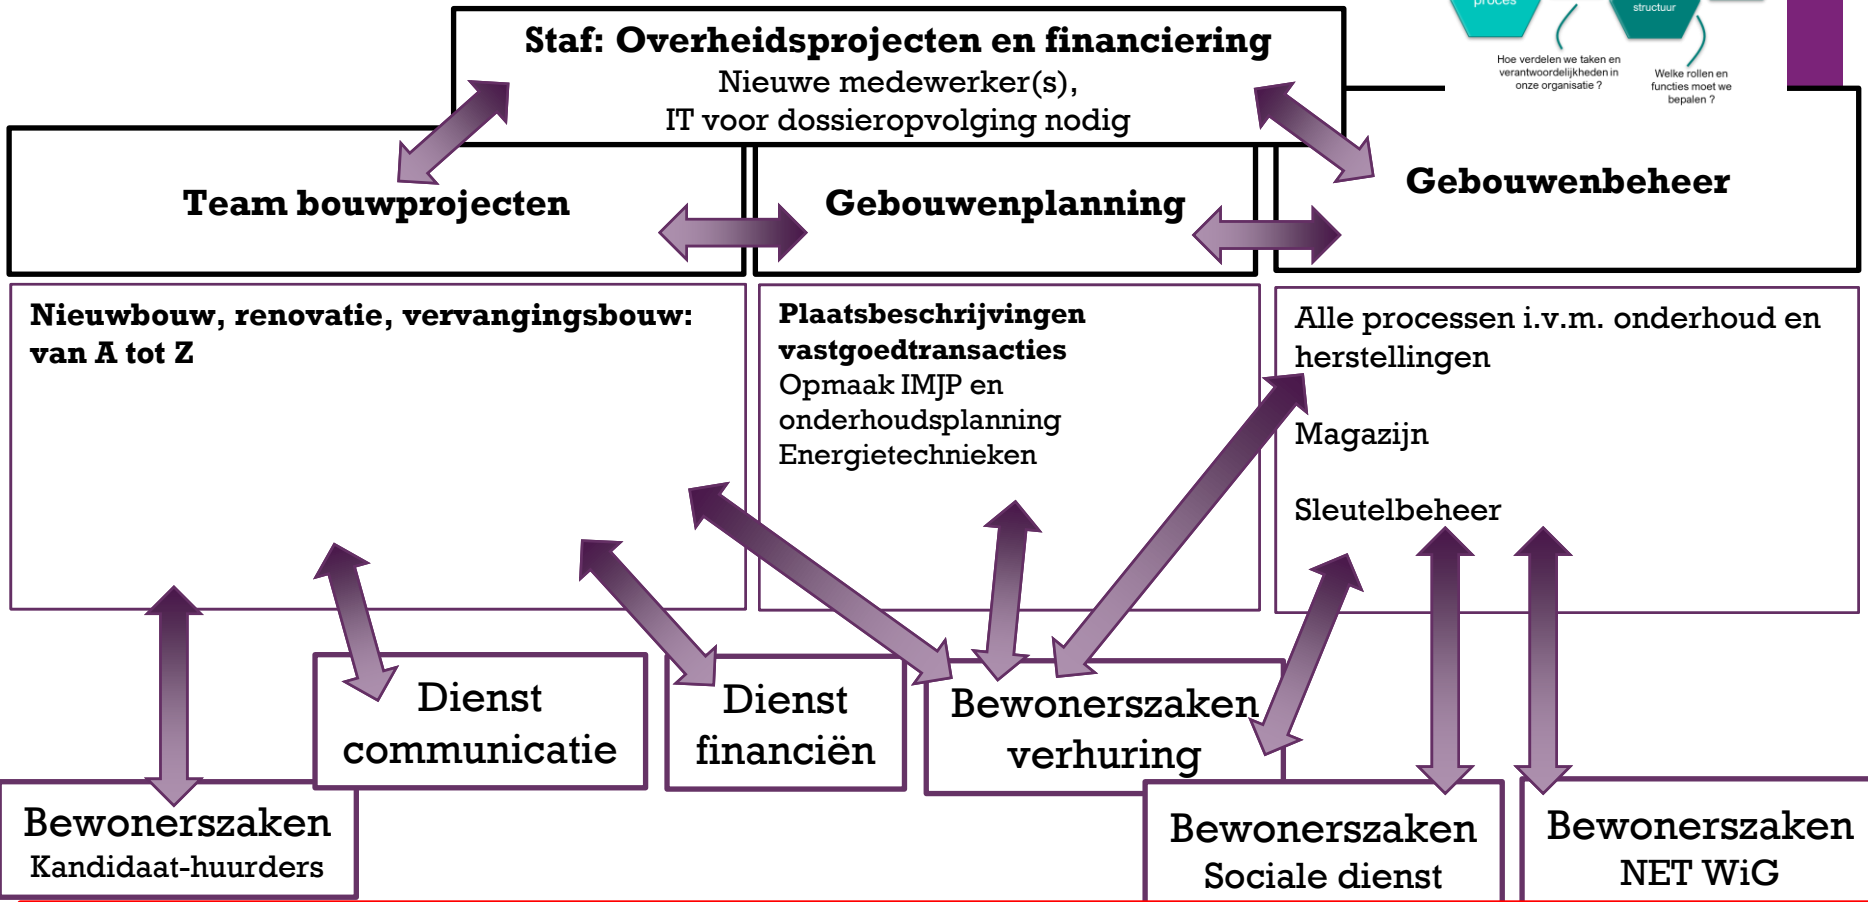 proces
structuur
Hoe verdelen we taken en
verantwoordelijkheden in
onze organisatie ?
Welke rollen en
functies moet we
bepalen ?
Staf: Overheidsprojecten en financiering
Nieuwe medewerker(s),
IT voor dossieropvolging nodig
Team bouwprojecten
Gebouwenplanning
Gebouwenbeheer
Nieuwbouw, renovatie, vervangingsbouw:
van A tot Z
Plaatsbeschrijvingen
vastgoedtransacties
Opmaak IMJP en
onderhoudsplanning
Energietechnieken
Alle processen i.v.m. onderhoud en
herstellingen
Magazijn
Sleutelbeheer
Dienst
communicatie
Dienst
financiën
Bewonerszaken
verhuring
Bewonerszaken
Kandidaat-huurders
Bewonerszaken
Sociale dienst
Bewonerszaken
NET WiG